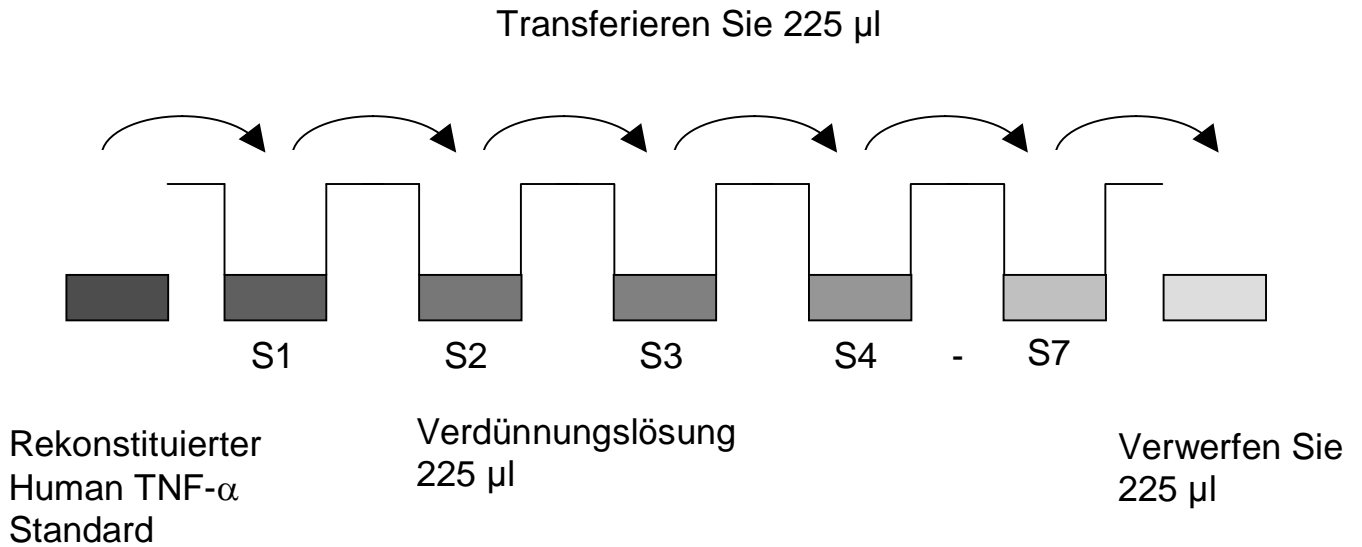 Transferieren Sie 225 µl
S1 S2 S3 S4 - S7
Rekonstituierter
Human TNF-α
Standard
Verdünnungslösung
225 µl
Verwerfen Sie
225 µl